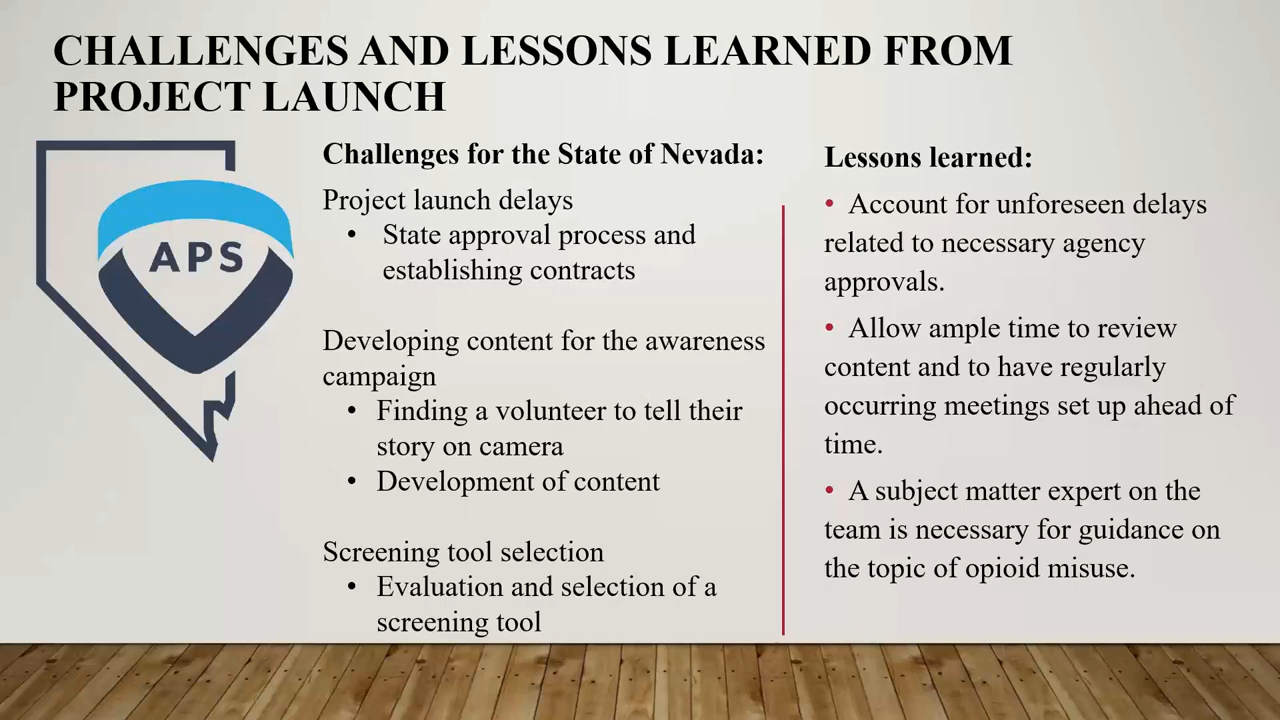 CHALLENGES AND LESSONS LEARNED FROM
PROJECT LAUNCH
APS
Challenges for the State of Nevada:
Project launch delays
• State approval process and
establishing contracts
Developing content for the awareness
campaign
• Finding a volunteer to tell their
story on camera
• Development of content
Screening tool selection
• Evaluation and selection of a
screening tool
Lessons learned:
• Account for unforeseen delays
related to necessary agency
approvals.
• Allow ample time to review
content and to have regularly
occurring meetings set up ahead of
time.
• A subject matter expert on the
team is necessary for guidance on
the topic of opioid misuse.